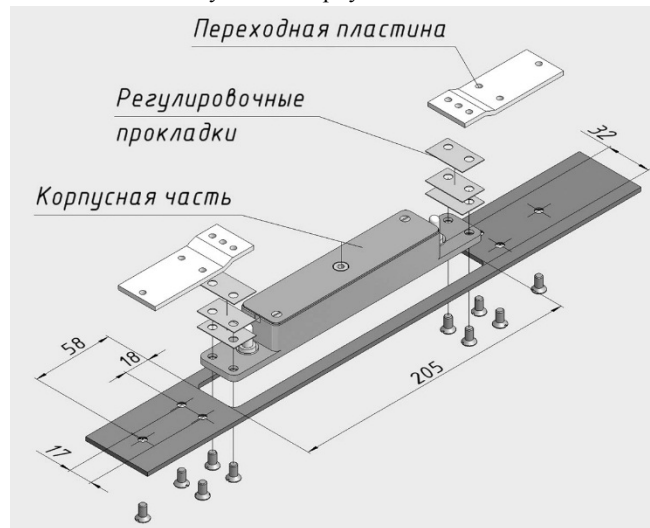 Переходная пластина
Регулировочные
прокладки
Корпусная часть
32
58
18
205
17